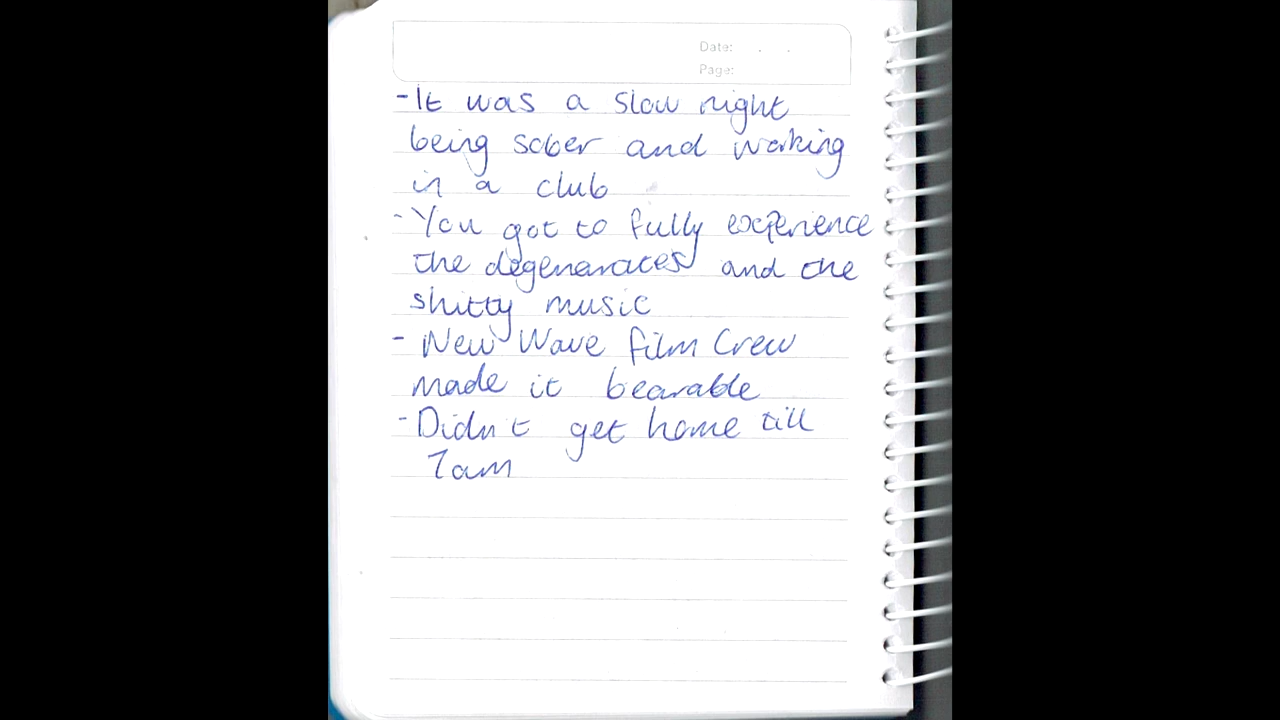 Date: . .
Page:
-It was a slow night
being sober and working
in a club
-You got to fully experience
the degenerates and the
shitty music
- New Wave film Crew
made it bearable
-Didn't get home till
7am